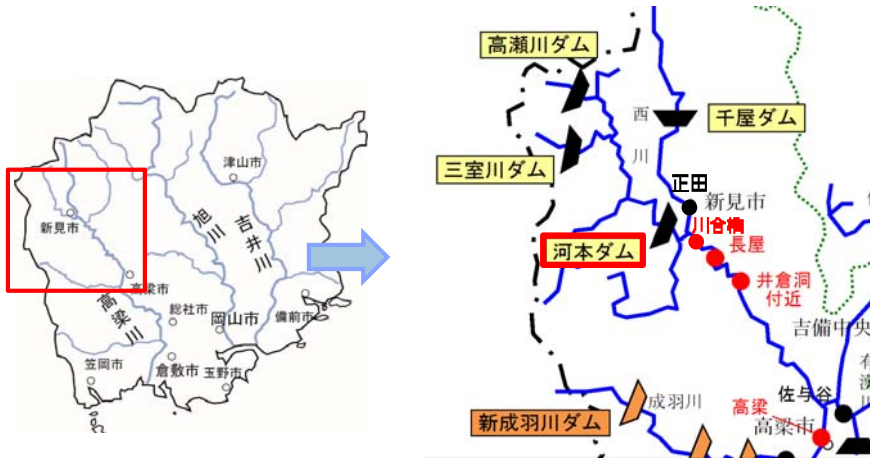 津山市
新見市
旭川
吉井川
高梁市
高梁川
総社市
岡山市
備前市
笠岡市
倉敷市
玉野市
高瀬川ダム
西川
千屋ダム
三室川ダム
正田
新見市
川合橋
河本ダム
長屋
井倉洞
付近
吉備中央
有漢川
佐与谷
成羽川
高梁
高梁市
新成羽川ダム